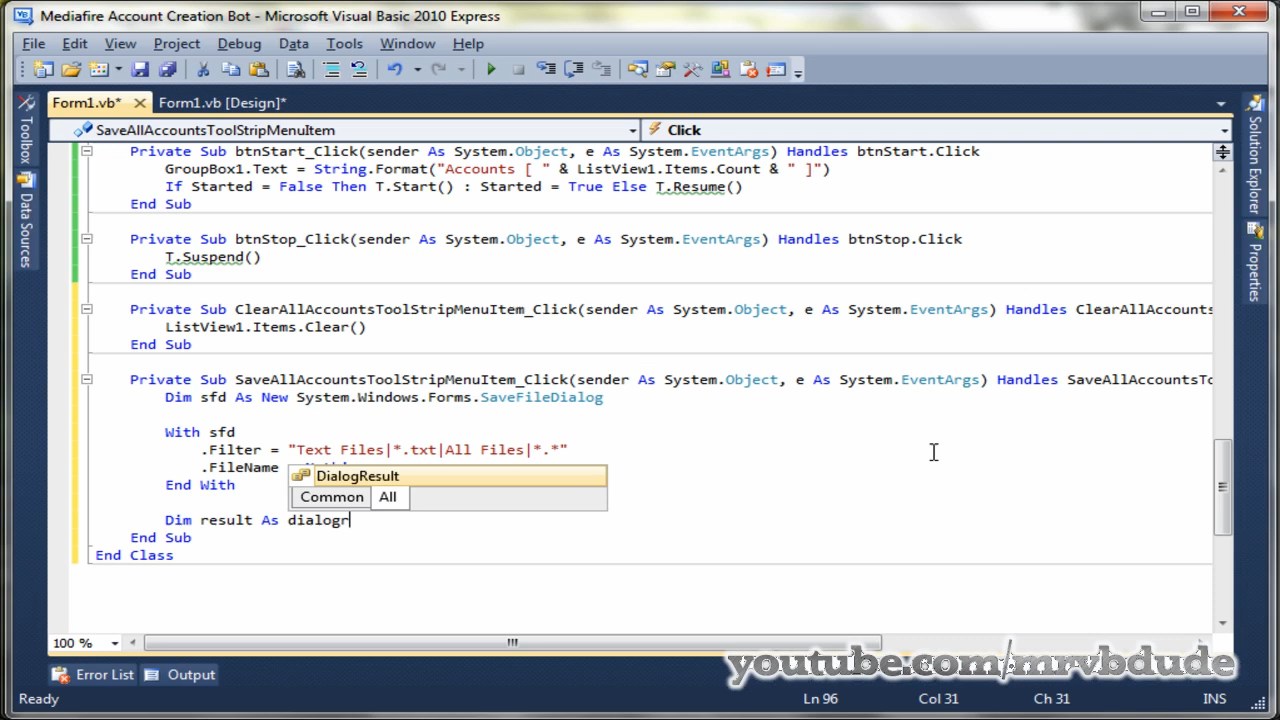 Mediafire Account Creation Bot - Microsoft Visual Basic 2010 Express
File Edit View Project Debug Data Tools Window Help
Form1.vb* Form1.vb [Design]*
SaveAllAccountsToolStripMenuItem Click
Toolbox
Data Sources
Solution Explorer
Properties
Private Sub btnStart_Click(sender As System.Object, e As System.EventArgs) Handles btnStart.Click
GroupBox1.Text = String.Format("Accounts [ " & ListView1.Items.Count & " ]")
If Started = False Then T.Start() : Started = True Else T.Resume()
End Sub
Private Sub btnStop_Click(sender As System.Object, e As System.EventArgs) Handles btnStop.Click
T.Suspend()
End Sub
Private Sub ClearAllAccountsToolStripMenuItem_Click(sender As System.Object, e As System.EventArgs) Handles ClearAllAccounts
ListView1.Items.Clear()
End Sub
Private Sub SaveAllAccountsToolStripMenuItem_Click(sender As System.Object, e As System.EventArgs) Handles SaveAllAccountsTo
Dim sfd As New System.Windows.Forms.SaveFileDialog
With sfd
.Filter = "Text Files|*.txt|All Files|*.*"
.FileName
DialogResult
End With
Common All
Dim result As dialogr
End Sub
End Class
100 %
youtube.com/mrvbdude
Error List Output
Ready Ln 96 Col 31 Ch 31 INS